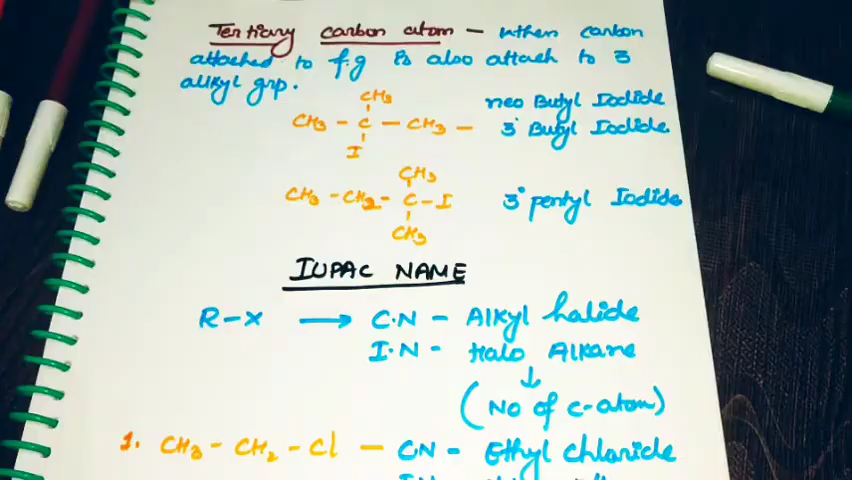 Tertiary carbon atom - when carbon
attached to f.g is also attach to 3
alkyl grp.
CH₃
CH₃ - C - CH₃ - neo Butyl Iodide
3° Butyl Iodide
I
CH₃
CH₃ - CH₂ - C - I 3° pentyl Iodide
CH₃
IUPAC NAME
R-X → C.N - Alkyl halide
I.N - Halo Alkane
↓
(No of c-atom)
1. CH₃ - CH₂ - Cl - C.N - Ethyl chloride